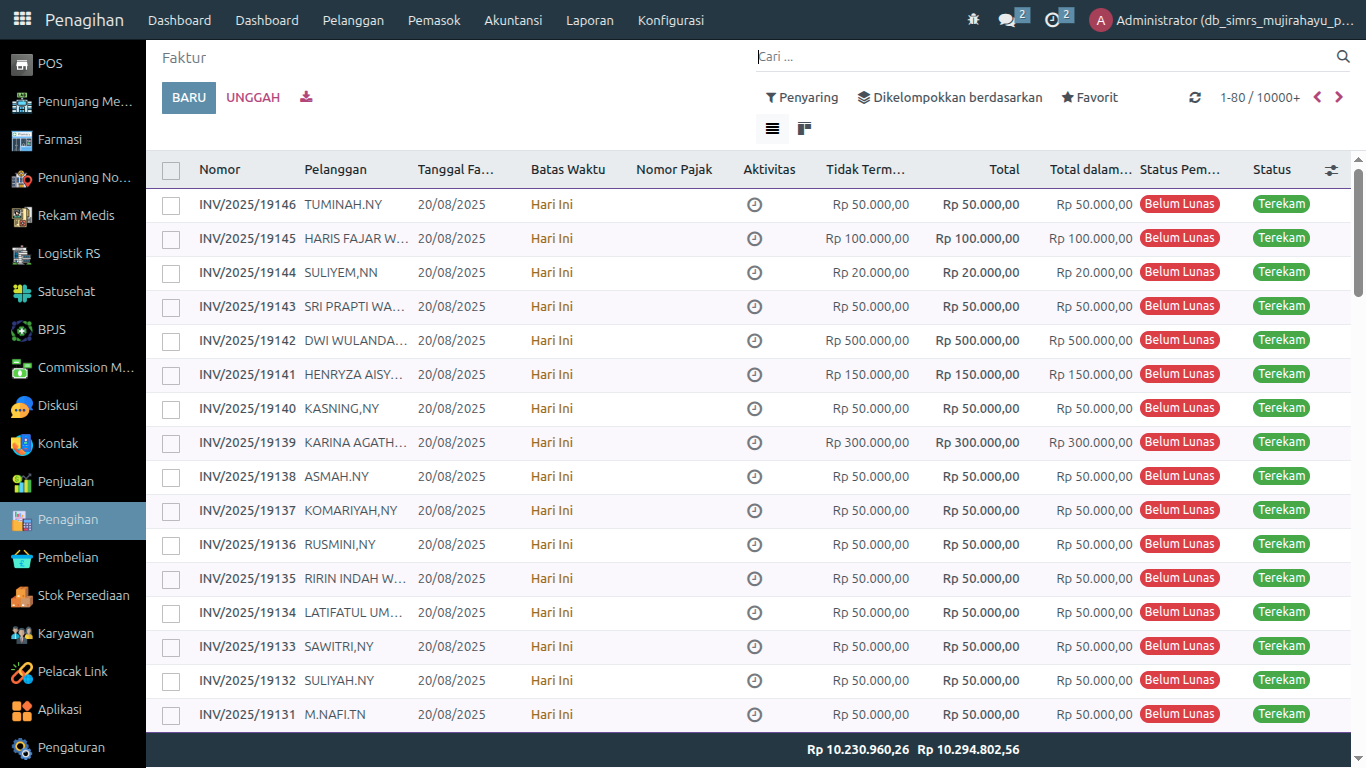 Penagihan Dashboard Dashboard Pelanggan Pemasok Akuntansi Laporan Konfigurasi 2 2 A Administrator (db_simrs_mujirahayu_p...
POS
Penunjang Me...
Farmasi
Penunjang No...
Rekam Medis
Logistik RS
Satusehat
BPJS
Commission M...
Diskusi
Kontak
Penjualan
Penagihan
Pembelian
Stok Persediaan
Karyawan
Pelacak Link
Aplikasi
Pengaturan
Faktur
Cari ...
BARU UNGGAH
Penyaring Dikelompokkan berdasarkan Favorit 1-80 / 10000+
Nomor Pelanggan Tanggal Fa... Batas Waktu Nomor Pajak Aktivitas Tidak Term... Total Total dalam... Status Pem... Status
INV/2025/19146 TUMINAH.NY 20/08/2025 Hari Ini Rp 50.000,00 Rp 50.000,00 Rp 50.000,00 Belum Lunas Terekam
INV/2025/19145 HARIS FAJAR W... 20/08/2025 Hari Ini Rp 100.000,00 Rp 100.000,00 Rp 100.000,00 Belum Lunas Terekam
INV/2025/19144 SULIYEM,NN 20/08/2025 Hari Ini Rp 20.000,00 Rp 20.000,00 Rp 20.000,00 Belum Lunas Terekam
INV/2025/19143 SRI PRAPTI WA... 20/08/2025 Hari Ini Rp 50.000,00 Rp 50.000,00 Rp 50.000,00 Belum Lunas Terekam
INV/2025/19142 DWI WULANDA... 20/08/2025 Hari Ini Rp 500.000,00 Rp 500.000,00 Rp 500.000,00 Belum Lunas Terekam
INV/2025/19141 HENRYZA AISY... 20/08/2025 Hari Ini Rp 150.000,00 Rp 150.000,00 Rp 150.000,00 Belum Lunas Terekam
INV/2025/19140 KASNING,NY 20/08/2025 Hari Ini Rp 50.000,00 Rp 50.000,00 Rp 50.000,00 Belum Lunas Terekam
INV/2025/19139 KARINA AGATH... 20/08/2025 Hari Ini Rp 300.000,00 Rp 300.000,00 Rp 300.000,00 Belum Lunas Terekam
INV/2025/19138 ASMAH.NY 20/08/2025 Hari Ini Rp 50.000,00 Rp 50.000,00 Rp 50.000,00 Belum Lunas Terekam
INV/2025/19137 KOMARIYAH,NY 20/08/2025 Hari Ini Rp 50.000,00 Rp 50.000,00 Rp 50.000,00 Belum Lunas Terekam
INV/2025/19136 RUSMINI,NY 20/08/2025 Hari Ini Rp 50.000,00 Rp 50.000,00 Rp 50.000,00 Belum Lunas Terekam
INV/2025/19135 RIRIN INDAH W... 20/08/2025 Hari Ini Rp 50.000,00 Rp 50.000,00 Rp 50.000,00 Belum Lunas Terekam
INV/2025/19134 LATIFATUL UM... 20/08/2025 Hari Ini Rp 50.000,00 Rp 50.000,00 Rp 50.000,00 Belum Lunas Terekam
INV/2025/19133 SAWITRI,NY 20/08/2025 Hari Ini Rp 50.000,00 Rp 50.000,00 Rp 50.000,00 Belum Lunas Terekam
INV/2025/19132 SULIYAH.NY 20/08/2025 Hari Ini Rp 50.000,00 Rp 50.000,00 Rp 50.000,00 Belum Lunas Terekam
INV/2025/19131 M.NAFI.TN 20/08/2025 Hari Ini Rp 50.000,00 Rp 50.000,00 Rp 50.000,00 Belum Lunas Terekam
Rp 10.230.960,26 Rp 10.294.802,56